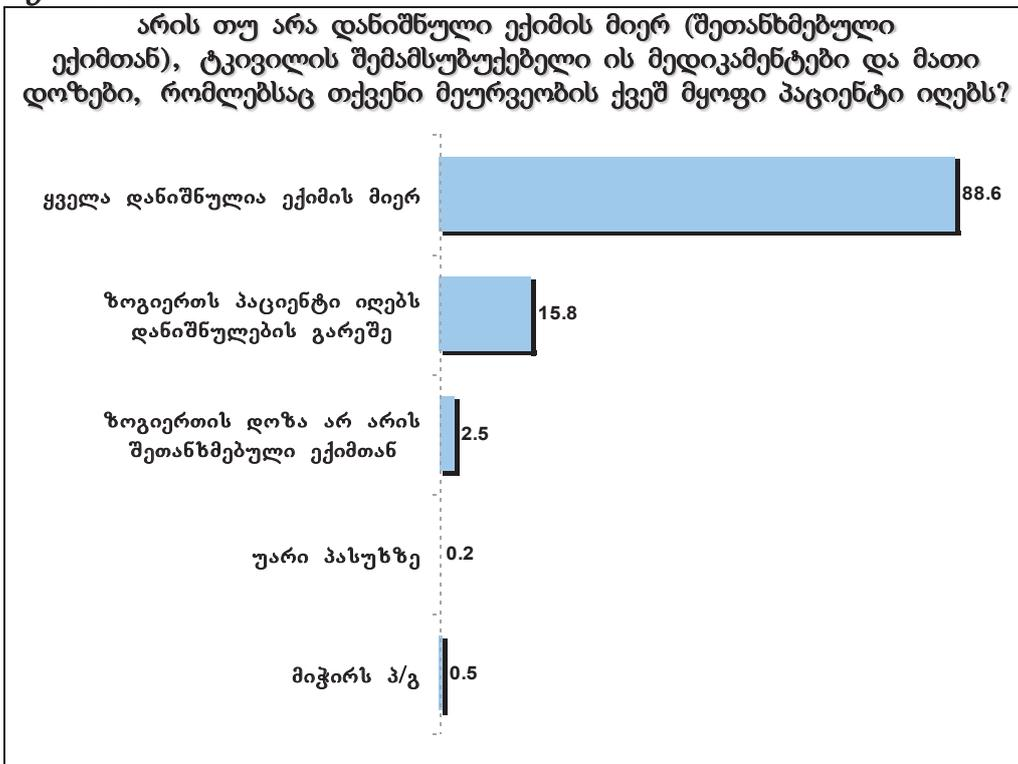 არის თუ არა დანიშნული ექიმის მიერ (შეთანხმებული
ექიმთან), ტკივილის შემამსუბუქებელი ის მედიკამენტები და მათი
დოზები, რომლებსაც თქვენი მეურვეობის ქვეშ მყოფი პაციენტი იღებს?
ყველა დანიშნულია ექიმის მიერ
88.6
ზოგიერთს პაციენტი იღებს
დანიშნულების გარეშე
15.8
ზოგიერთის დოზა არ არის
შეთანხმებული ექიმთან
2.5
უარი პასუხზე
0.2
მიჭირს პ/გ
0.5